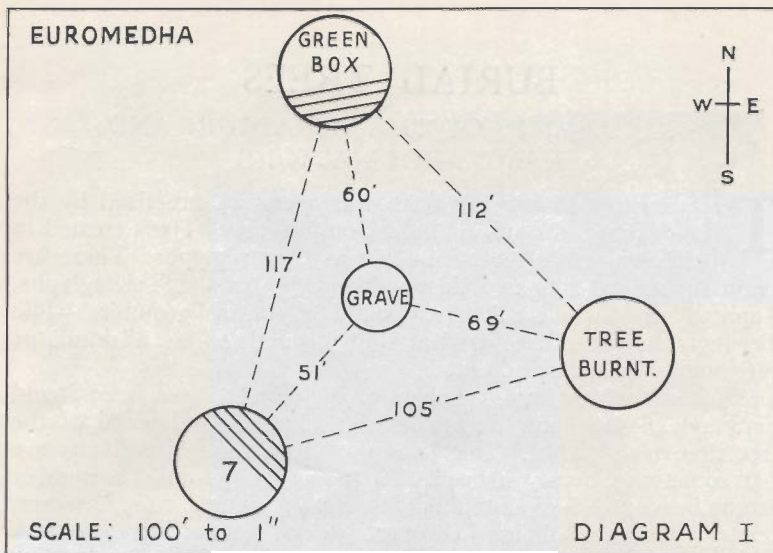 EUROMEDHA
GREEN
BOX
N
W E
S
60'
112'
117'
GRAVE
69'
TREE
BURNT.
51'
105'
7
SCALE: 100' to 1"
DIAGRAM I